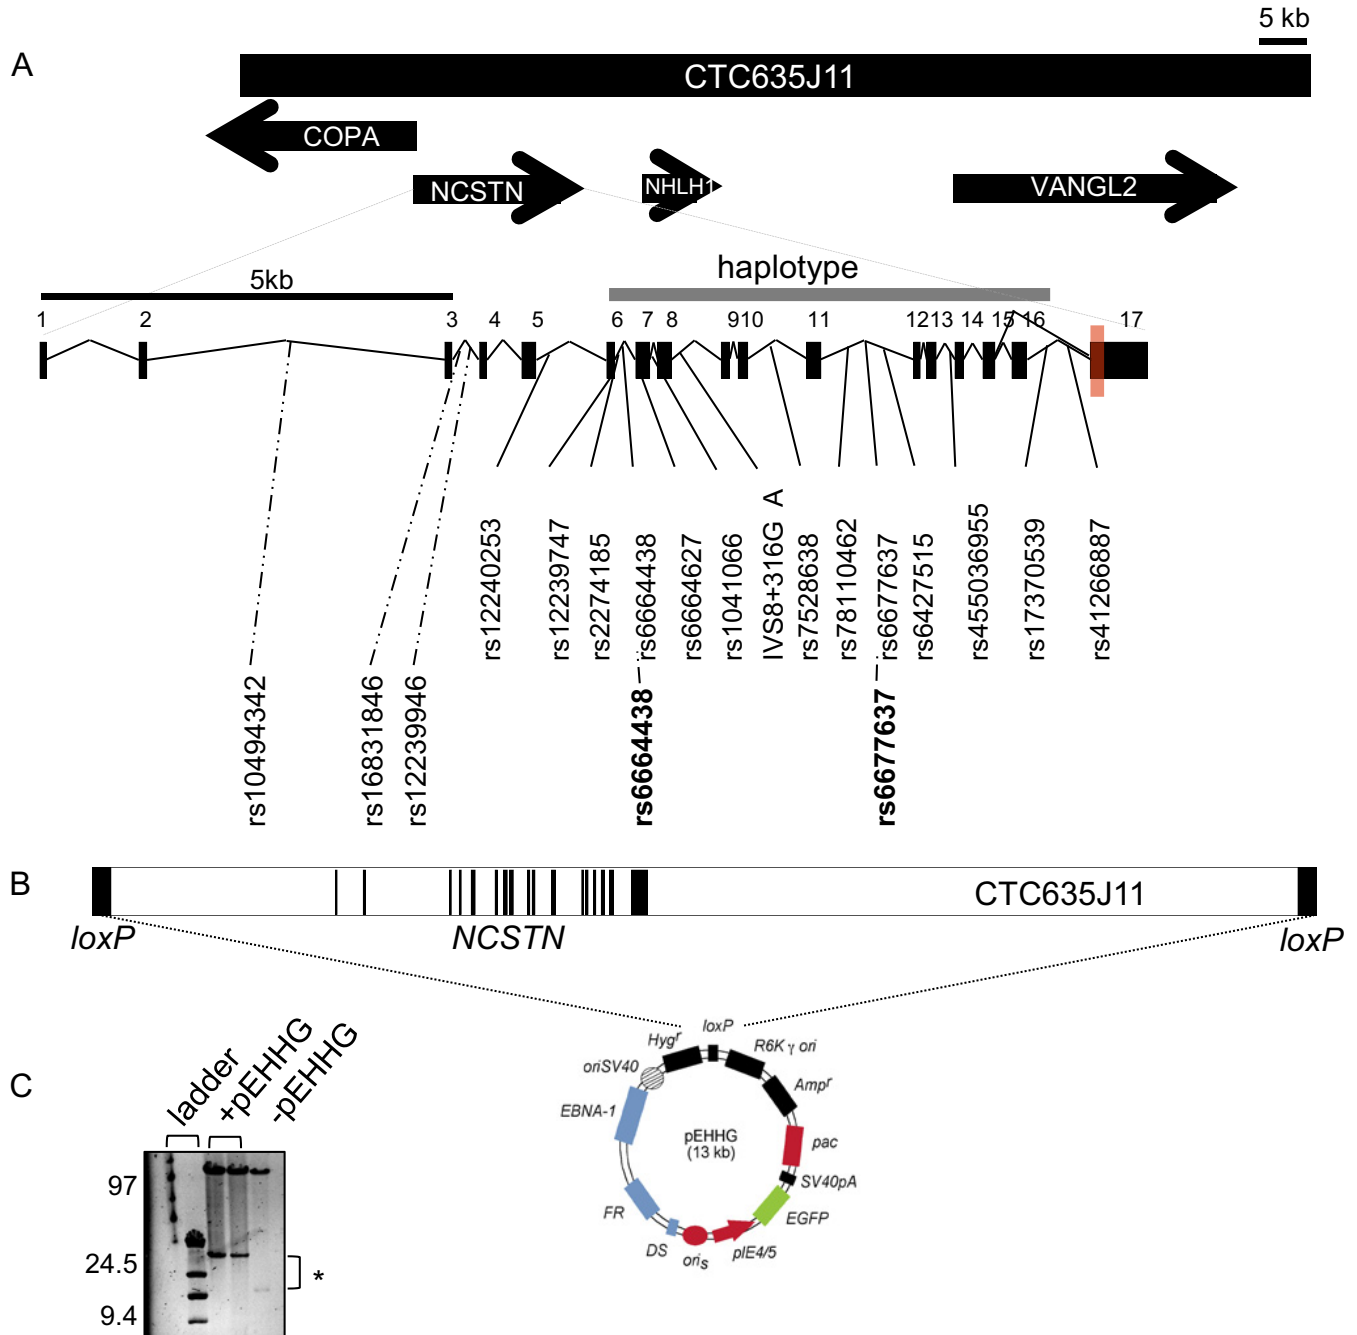 5 kb
A
CTC635J11
COPA
NCSTN
NHLH1
VANGL2
haplotype
5kb
1 2 3 4 5 6 7 8 9 10 11 12 13 14 15 16 17
rs12240253
rs12239747
rs2274185
rs6664438
rs6664627
rs1041066
IVS8+316G A
rs7528638
rs78110462
rs6677637
rs6427515
rs455036955
rs17370539
rs41266887
rs10494342
rs16831846
rs12239946
rs6664438
rs6677637
B
CTC635J11
loxP
NCSTN
loxP
C
ladder
+pEHHG
-pEHHG
97
24.5
9.4
*
loxP
R6K γ ori
Ampr
pac
SV40pA
EGFP
pIE4/5
oris
DS
FR
EBNA-1
oriSV40
Hygr
pEHHG
(13 kb)